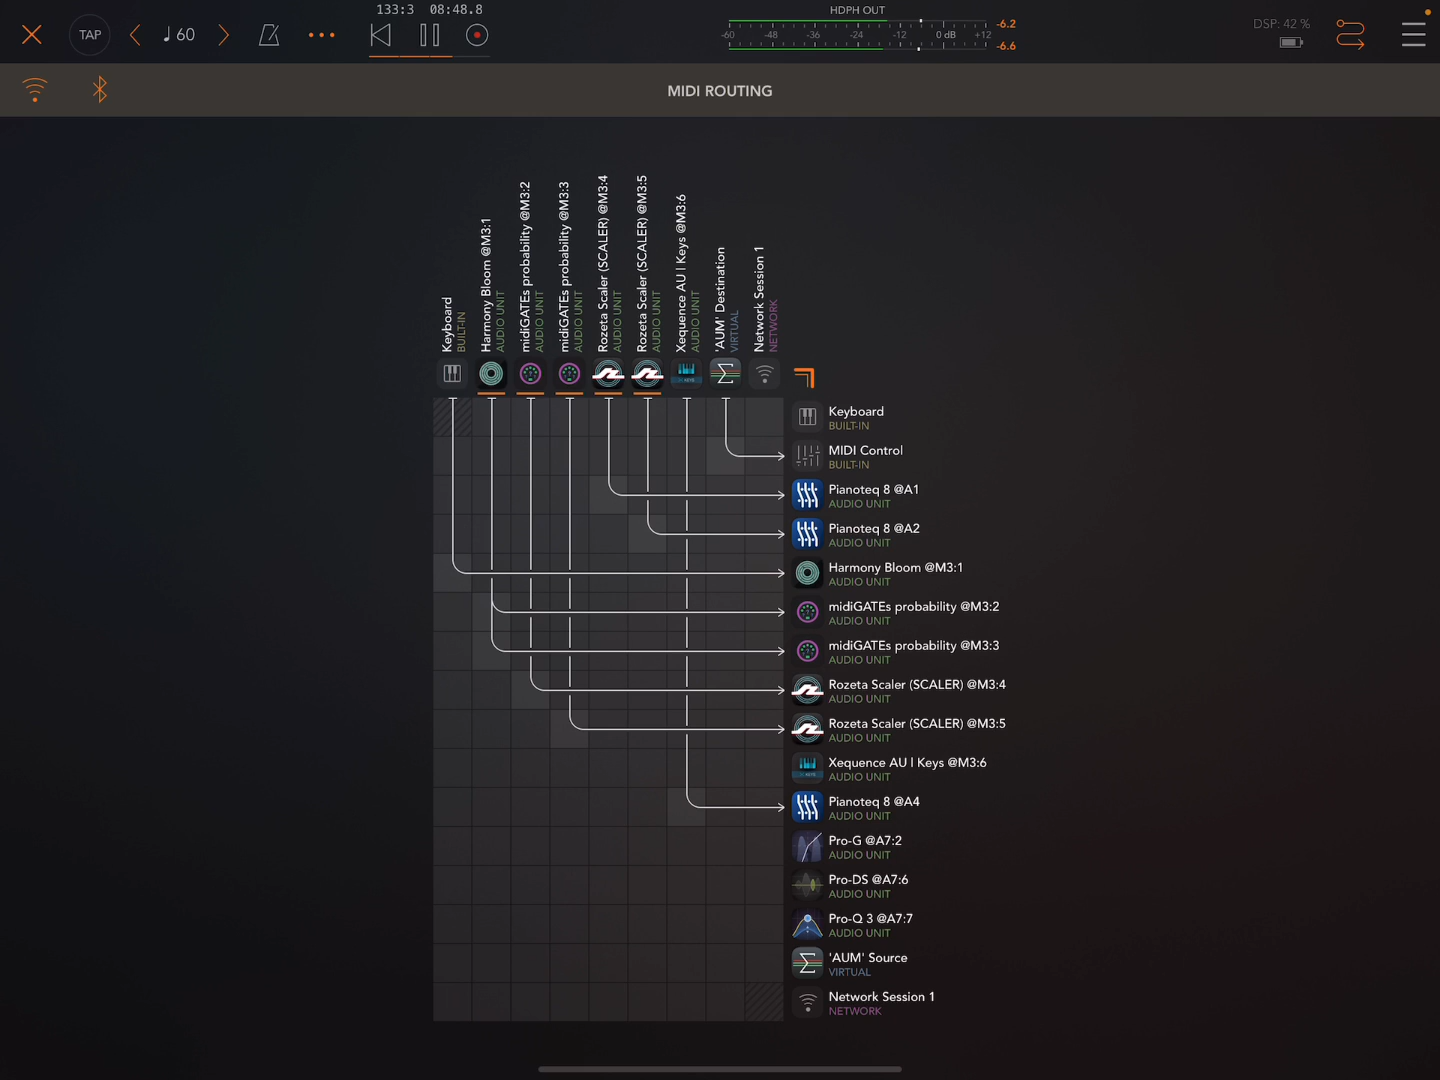 133:3 08:48.8
HDPH OUT
TAP
♩60
-60 -48 -36 -24 -12 0 dB +12
-6.2
-6.6
DSP: 42 %
MIDI ROUTING
Keyboard
BUILT-IN
Harmony Bloom @M3:1
AUDIO UNIT
midiGATEs probability @M3:2
AUDIO UNIT
midiGATEs probability @M3:3
AUDIO UNIT
Rozeta Scaler (SCALER) @M3:4
AUDIO UNIT
Rozeta Scaler (SCALER) @M3:5
AUDIO UNIT
Xequence AU | Keys @M3:6
AUDIO UNIT
'AUM' Destination
VIRTUAL
Network Session 1
NETWORK
Keyboard
BUILT-IN
MIDI Control
BUILT-IN
Pianoteq 8 @A1
AUDIO UNIT
Pianoteq 8 @A2
AUDIO UNIT
Harmony Bloom @M3:1
AUDIO UNIT
midiGATEs probability @M3:2
AUDIO UNIT
midiGATEs probability @M3:3
AUDIO UNIT
Rozeta Scaler (SCALER) @M3:4
AUDIO UNIT
Rozeta Scaler (SCALER) @M3:5
AUDIO UNIT
Xequence AU | Keys @M3:6
AUDIO UNIT
Pianoteq 8 @A4
AUDIO UNIT
Pro-G @A7:2
AUDIO UNIT
Pro-DS @A7:6
AUDIO UNIT
Pro-Q 3 @A7:7
AUDIO UNIT
'AUM' Source
VIRTUAL
Network Session 1
NETWORK